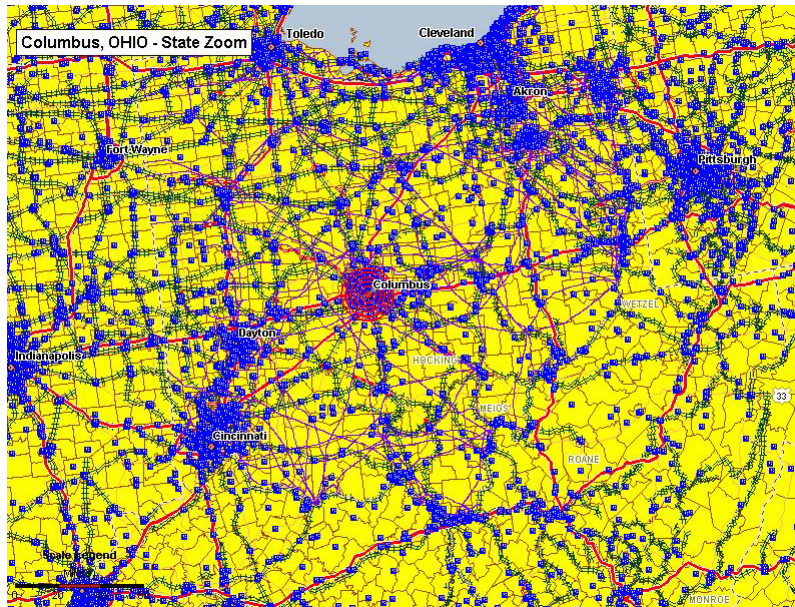 Columbus, OHIO - State Zoom
Toledo
Cleveland
Akron
Fort Wayne
Pittsburgh
Columbus
WETZEL
Dayton
Indianapolis
HOCKING
33
MEIGS
Cincinnati
ROANE
Scale Legend
20
MONROE